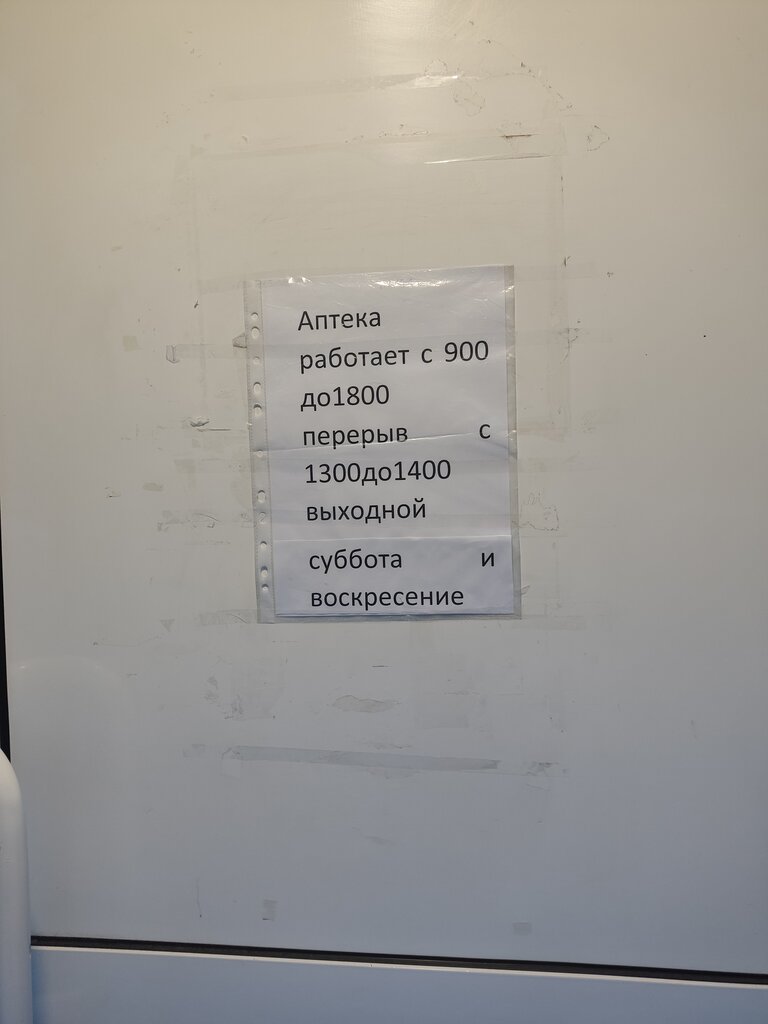 Аптека
работает с 900
до1800
перерыв с
1300до1400
выходной
суббота и
воскресение